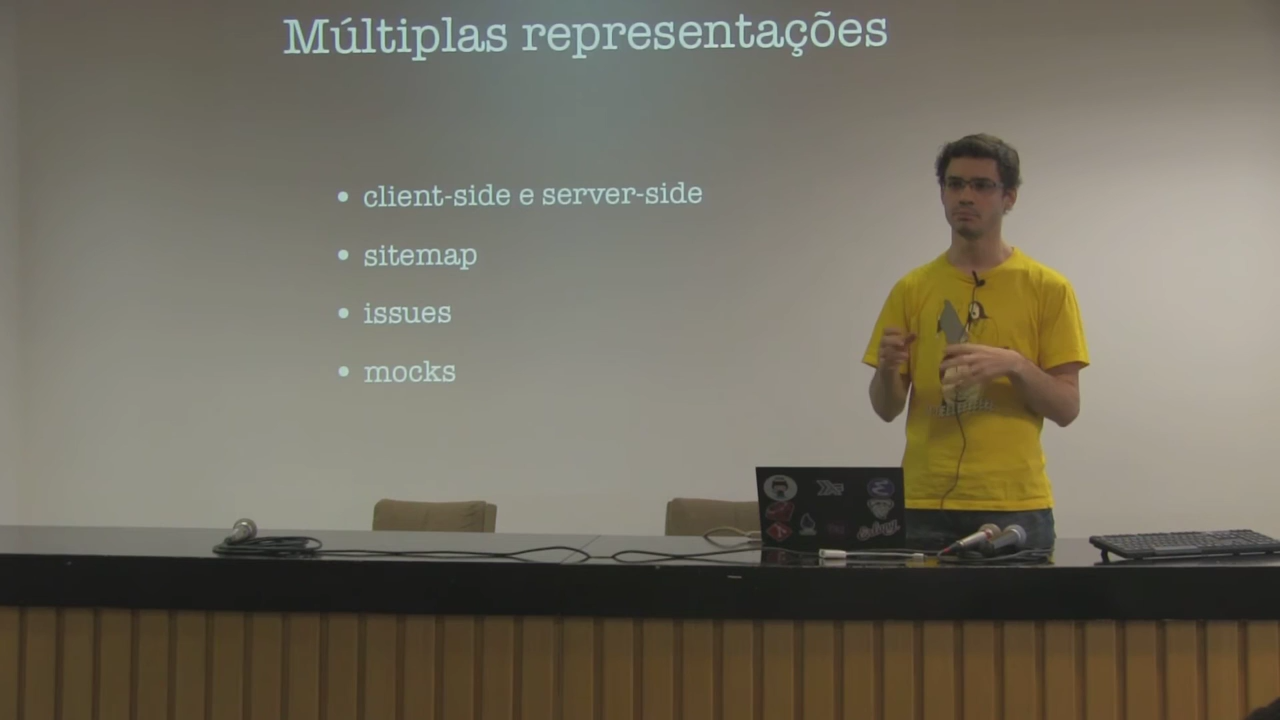 Múltiplas representações
• client-side e server-side
• sitemap
• issues
• mocks